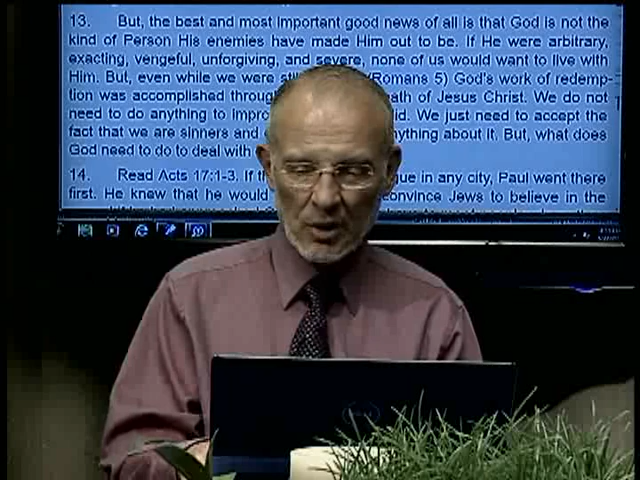 13. But, the best and most important good news of all is that God is not the
kind of Person His enemies have made Him out to be. If He were arbitrary,
exacting, vengeful, unforgiving, and severe, none of us would want to live with
Him. But, even while we were (Romans 5) God's work of redemp-
tion was accomplished of Jesus Christ. We do not
need to do anything to We just need to accept the
fact that we are sinners and about it. But, what does
God need to do to deal with
14. Read Acts 17:1-3. If in any city, Paul went there
first. He knew that he would convince Jews to believe in the
DELL